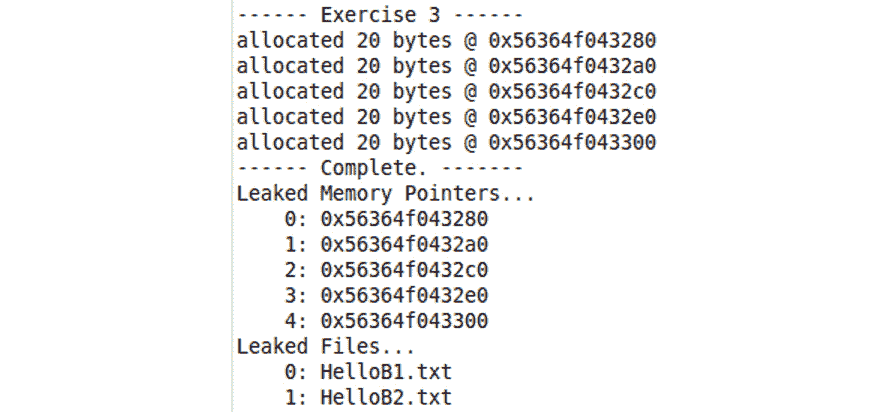 ------ Exercise 3 ------
allocated 20 bytes @ 0x56364f043280
allocated 20 bytes @ 0x56364f0432a0
allocated 20 bytes @ 0x56364f0432c0
allocated 20 bytes @ 0x56364f0432e0
allocated 20 bytes @ 0x56364f043300
------ Complete. -------
Leaked Memory Pointers...
0: 0x56364f043280
1: 0x56364f0432a0
2: 0x56364f0432c0
3: 0x56364f0432e0
4: 0x56364f043300
Leaked Files...
0: HelloB1.txt
1: HelloB2.txt